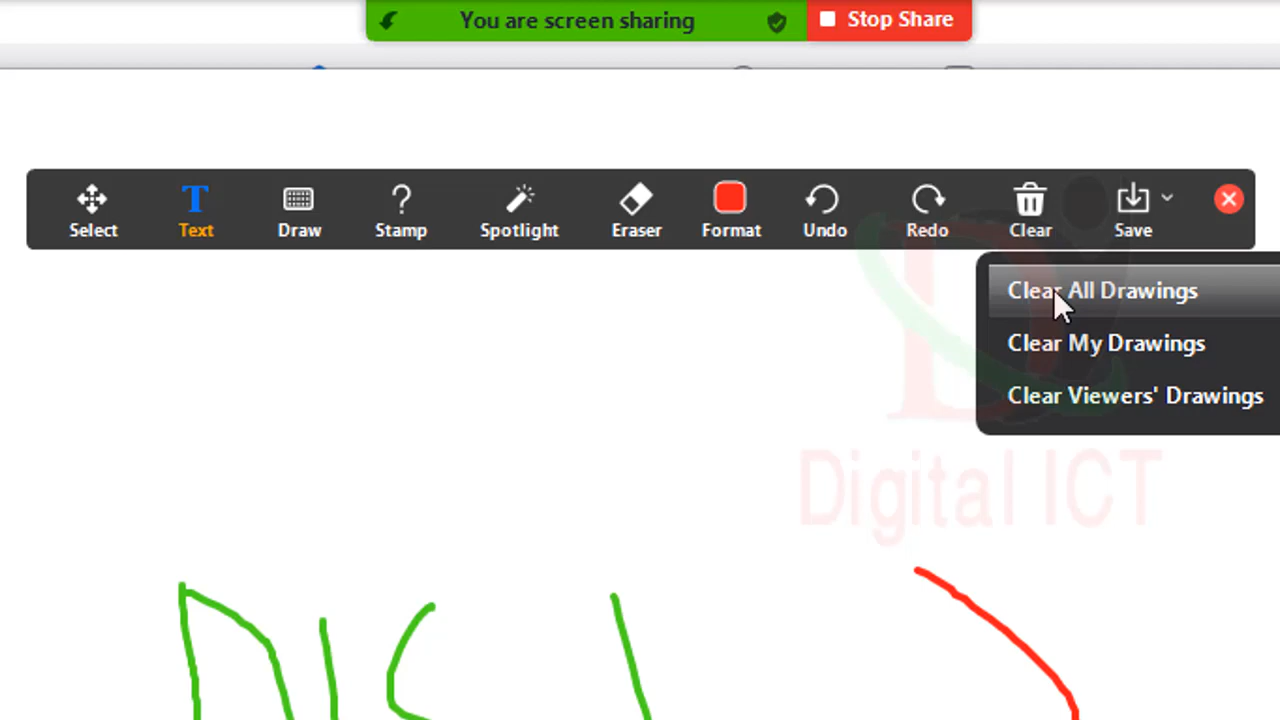 You are screen sharing Stop Share
Select Text Draw Stamp Spotlight Eraser Format Undo Redo Clear Save
Clear All Drawings
Clear My Drawings
Clear Viewers' Drawings
Digital ICT